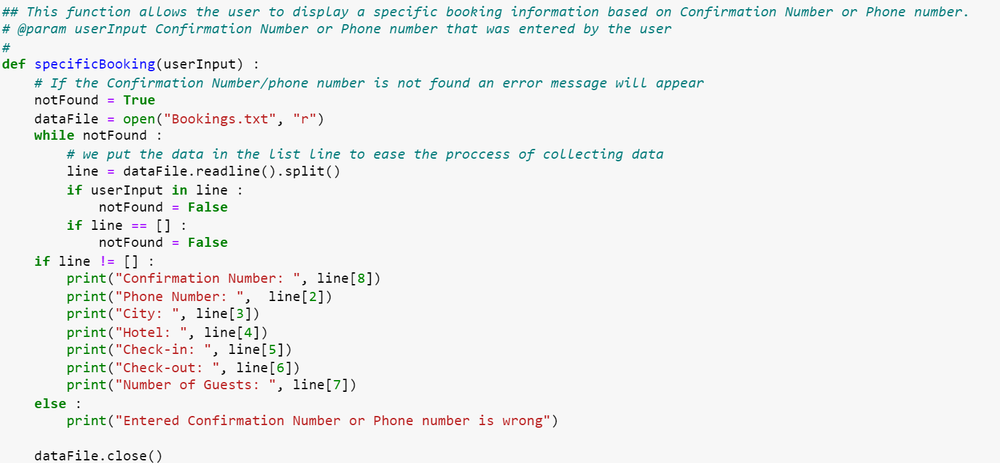 ## This function allows the user to display a specific booking information based on Confirmation Number or Phone number.
# @param userInput Confirmation Number or Phone number that was entered by the user
#
def specificBooking(userInput) :
    # If the Confirmation Number/phone number is not found an error message will appear
    notFound = True
    dataFile = open("Bookings.txt", "r")
    while notFound :
        # we put the data in the list line to ease the proccess of collecting data
        line = dataFile.readline().split()
        if userInput in line :
            notFound = False
        if line == [] :
            notFound = False
    if line != [] :
        print("Confirmation Number: ", line[8])
        print("Phone Number: ",  line[2])
        print("City: ", line[3])
        print("Hotel: ", line[4])
        print("Check-in: ", line[5])
        print("Check-out: ", line[6])
        print("Number of Guests: ", line[7])
    else :
        print("Entered Confirmation Number or Phone number is wrong")

    dataFile.close()